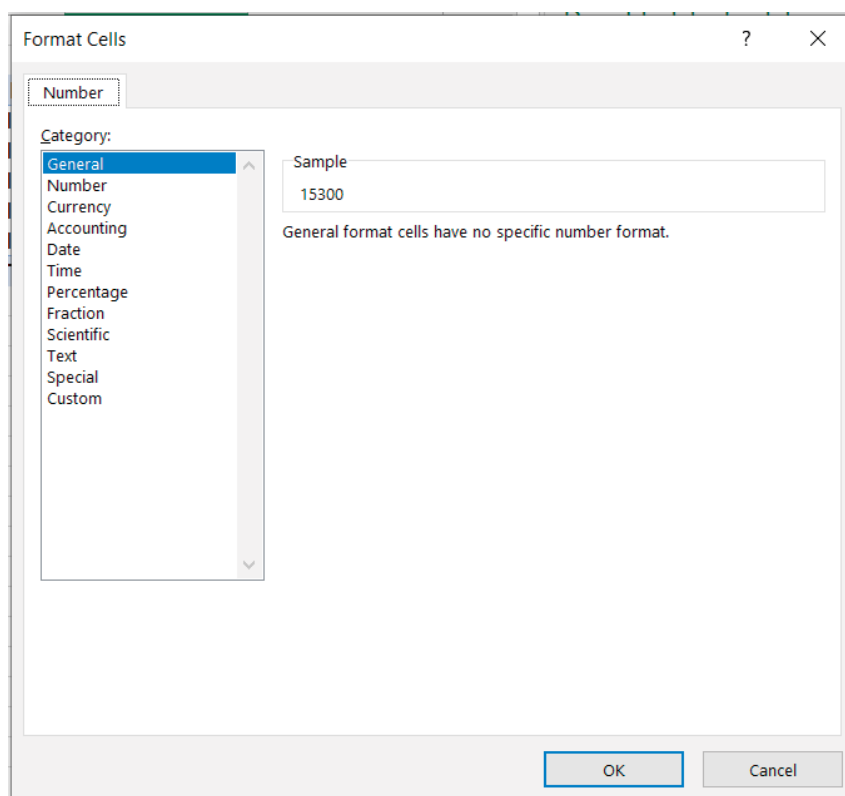 Format Cells
?
Number
Category:
General
Number
Currency
Accounting
Date
Time
Percentage
Fraction
Scientific
Text
Special
Custom
Sample
15300
General format cells have no specific number format.
OK
Cancel